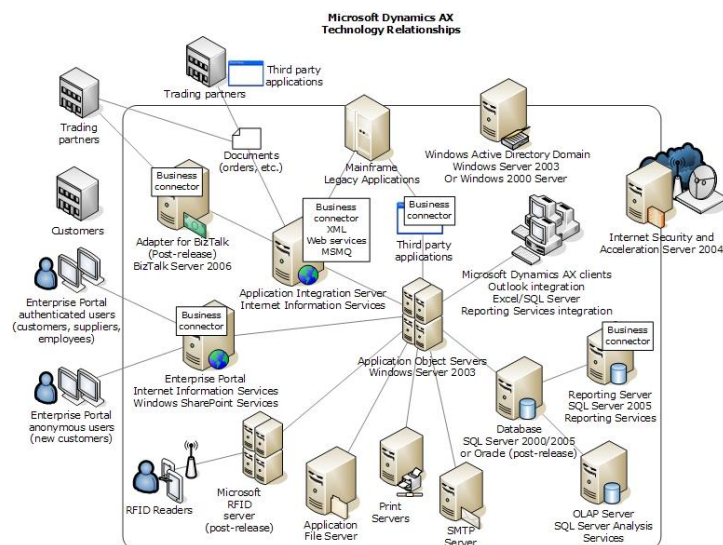 Microsoft Dynamics AX
Technology Relationships
Trading partners
Third party
applications
Trading
partners
Documents
(orders, etc.)
Mainframe
Legacy Applications
Windows Active Directory Domain
Windows Server 2003
Or Windows 2000 Server
Internet Security and
Acceleration Server 2004
Customers
Business
connector
Adapter for BizTalk
(Post-release)
BizTalk Server 2006
Business
connector
XML
Web services
MSMQ
Application Integration Server
Internet Information Services
Business
connector
Third party
applications
Microsoft Dynamics AX clients
Outlook integration
Excel/SQL Server
Reporting Services integration
Enterprise Portal
authenticated users
(customers, suppliers,
employees)
Business
connector
Enterprise Portal
Internet Information Services
Windows SharePoint Services
Application Object Servers
Windows Server 2003
Business
connector
Reporting Server
SQL Server 2005
Reporting Services
Database
SQL Server 2000/2005
or Oracle (post-release)
Enterprise Portal
anonymous users
(new customers)
RFID Readers
Microsoft
RFID
server
(post-release)
Application
File Server
Print
Servers
SMTP
Server
OLAP Server
SQL Server Analysis
Services